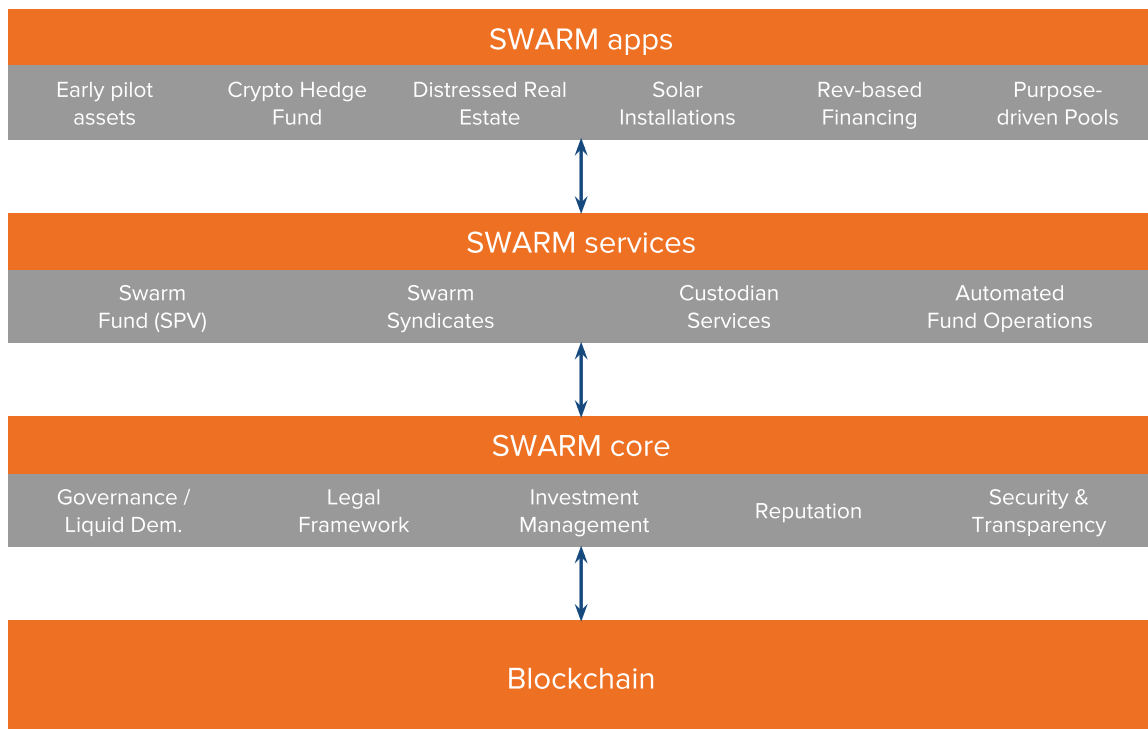 SWARM apps
Early pilot
assets
Crypto Hedge
Fund
Distressed Real
Estate
Solar
Installations
Rev-based
Financing
Purpose-
driven Pools
SWARM services
Swarm
Fund (SPV)
Swarm
Syndicates
Custodian
Services
Automated
Fund Operations
SWARM core
Governance /
Liquid Dem.
Legal
Framework
Investment
Management
Reputation
Security &
Transparency
Blockchain